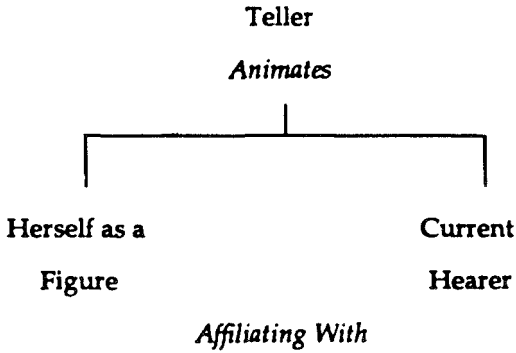 Teller
Animates
Herself as a
Current
Figure
Hearer
Affiliating With